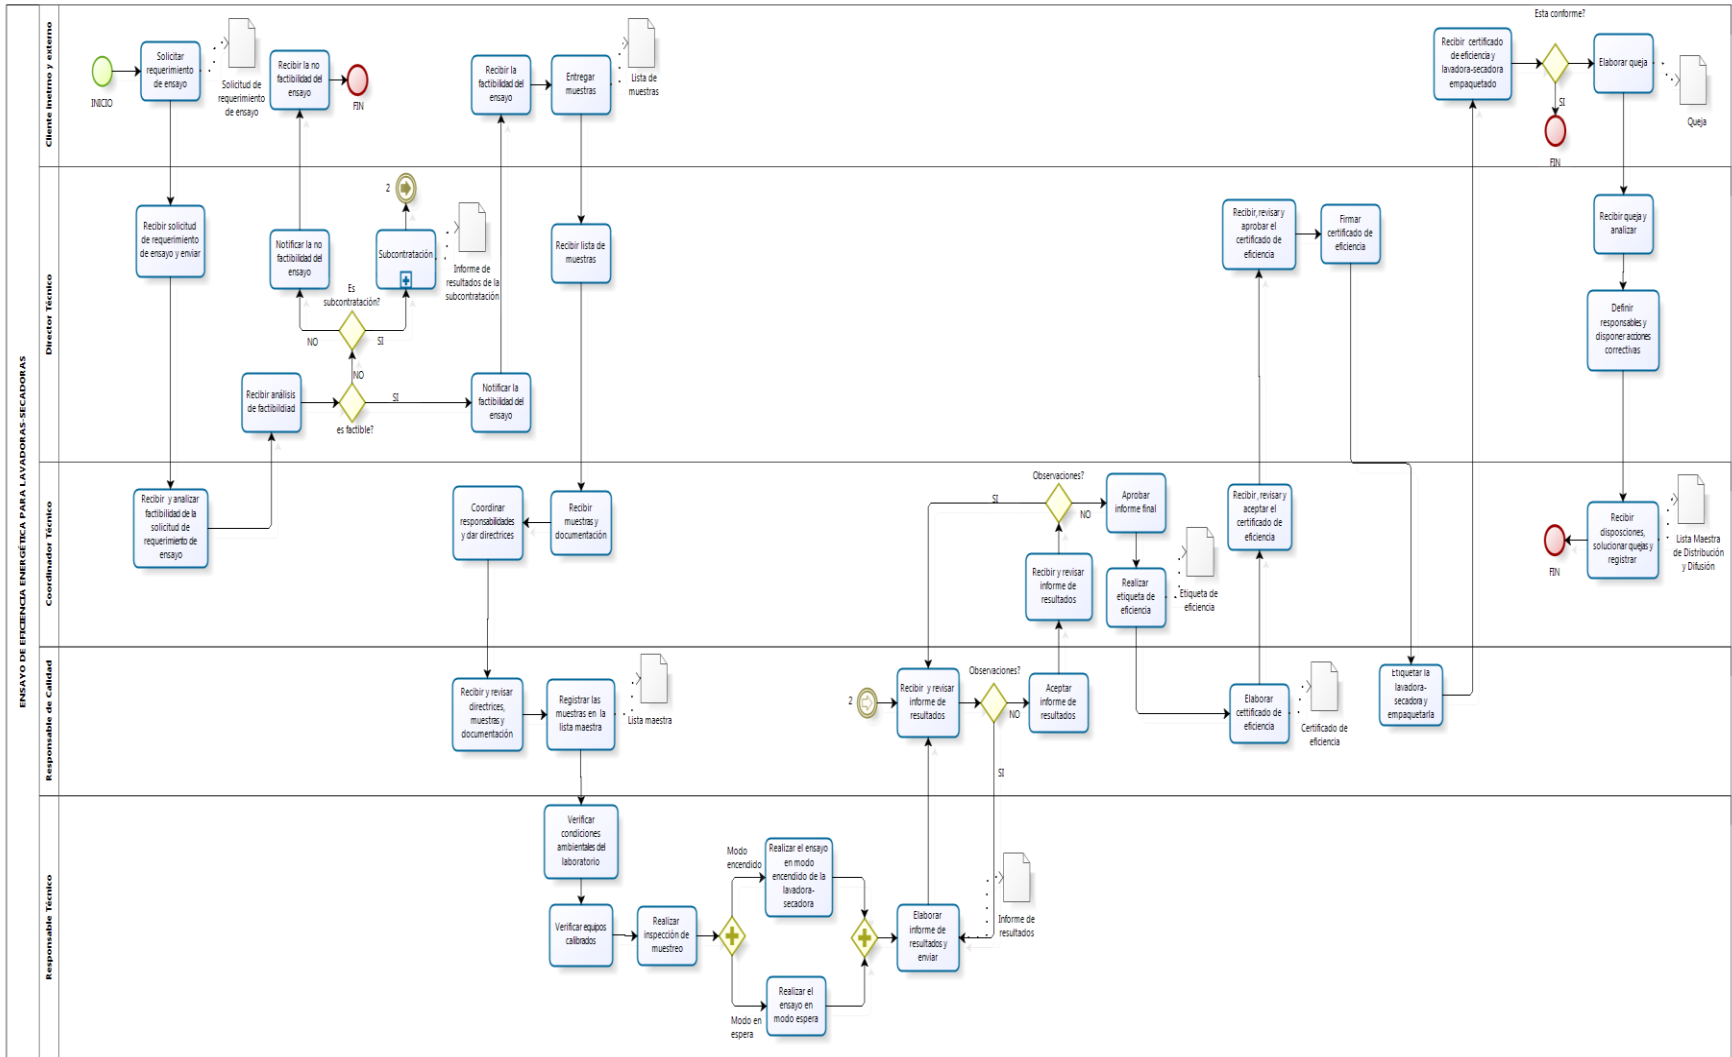 ENSAYO DE EFICIENCIA ENERGÉTICA PARA LAVADORAS-SECADORAS
Cliente inetrno y externo
INICIO
Solicitar
requerimiento
de ensayo
Solicitud de
requerimiento
de ensayo
Recibir la no
factibilidad del
ensayo
FIN
Recibir la
factibilidad del
ensayo
Entregar
muestras
Lista de
muestras
Recibir certificado
de eficiencia y
lavadora-secadora
empaquetado
Esta conforme?
SI
FIN
Elaborar queja
Queja
Director Técnico
Recibir solicitud
de requerimiento
de ensayo y enviar
Notificar la no
factibilidad del
ensayo
2
Subcontratación
Informe de
resultados de la
subcontratación
Es
subcontratación?
NO
SI
Recibir análisis
de factibilidiad
NO
SI
es factible?
Notificar la
factibilidad del
ensayo
Recibir lista de
muestras
Recibir, revisar y
aprobar el
certificado de
eficiencia
Firmar
certificado de
eficiencia
Recibir queja y
analizar
Definir
responsables y
disponer acciones
correctivas
Coordinador Técnico
Recibir y analizar
factibilidad de la
solicitud de
requerimiento de
ensayo
Coordinar
responsabilidades
y dar directrices
Recibir
muestras y
documentación
Observaciones?
SI
NO
Recibir y revisar
informe de
resultados
Aprobar
informe final
Realizar
etiqueta de
eficiencia
Etiqueta de
eficiencia
Recibir, revisar y
aceptar el
certificado de
eficiencia
FIN
Recibir
disposciones,
solucionar quejas y
registrar
Lista Maestra
de Distribución
y Difusión
Responsable de Calidad
Recibir y revisar
directrices,
muestras y
documentación
Registrar las
muestras en la
lista maestra
Lista maestra
2
Recibir y revisar
informe de
resultados
Observaciones?
NO
SI
Aceptar
informe de
resultados
Elaborar
cettificado de
eficiencia
Certificado de
eficiencia
Etiquetar la
lavadora-
secadora y
empaquetarla
Responsable Técnico
Verificar
condiciones
ambientales del
laboratorio
Verificar equipos
calibrados
Realizar
inspección de
muestreo
Modo
encendido
Realizar el ensayo
en modo
encendido de la
lavadora-
secadora
Modo en
espera
Realizar el
ensayo en
modo espera
Elaborar
informe de
resultados y
enviar
Informe de
resultados